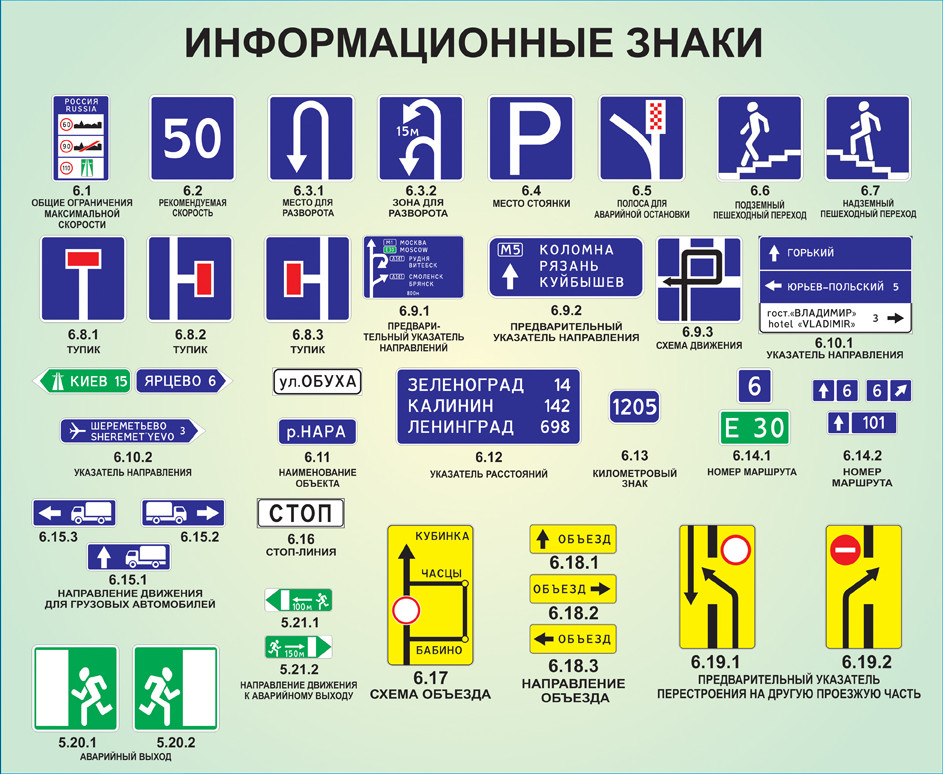 ИНФОРМАЦИОННЫЕ ЗНАКИ
РОССИЯ
RUSSIA
60
90
110
6.1
ОБЩИЕ ОГРАНИЧЕНИЯ
МАКСИМАЛЬНОЙ
СКОРОСТИ
50
6.2
РЕКОМЕНДУЕМАЯ
СКОРОСТЬ
6.3.1
МЕСТО ДЛЯ
РАЗВОРОТА
15м
6.3.2
ЗОНА ДЛЯ
РАЗВОРОТА
P
6.4
МЕСТО СТОЯНКИ
6.5
ПОЛОСА ДЛЯ
АВАРИЙНОЙ ОСТАНОВКИ
6.6
ПОДЗЕМНЫЙ
ПЕШЕХОДНЫЙ ПЕРЕХОД
6.7
НАДЗЕМНЫЙ
ПЕШЕХОДНЫЙ ПЕРЕХОД
6.8.1
ТУПИК
6.8.2
ТУПИК
6.8.3
ТУПИК
М1 МОСКВА
E30 MOSCOW
А141 РУДНЯ
ВИТЕБСК
А141 СМОЛЕНСК
БРЯНСК
800м
6.9.1
ПРЕДВАРИ-
ТЕЛЬНЫЙ УКАЗАТЕЛЬ
НАПРАВЛЕНИЙ
М5 КОЛОМНА
РЯЗАНЬ
КУЙБЫШЕВ
6.9.2
ПРЕДВАРИТЕЛЬНЫЙ
УКАЗАТЕЛЬ НАПРАВЛЕНИЯ
6.9.3
СХЕМА ДВИЖЕНИЯ
ГОРЬКИЙ
ЮРЬЕВ-ПОЛЬСКИЙ 5
гост.«ВЛАДИМИР» 3
hotel «VLADIMIR»
6.10.1
УКАЗАТЕЛЬ НАПРАВЛЕНИЯ
КИЕВ 15
ЯРЦЕВО 6
ШЕРЕМЕТЬЕВО 3
SHEREMET'YEVO
6.10.2
УКАЗАТЕЛЬ НАПРАВЛЕНИЯ
ул.ОБУХА
р.НАРА
6.11
НАИМЕНОВАНИЕ
ОБЪЕКТА
ЗЕЛЕНОГРАД 14
КАЛИНИН 142
ЛЕНИНГРАД 698
6.12
УКАЗАТЕЛЬ РАССТОЯНИЙ
1205
6.13
КИЛОМЕТРОВЫЙ
ЗНАК
6
Е 30
6.14.1
НОМЕР МАРШРУТА
6 6
101
6.14.2
НОМЕР
МАРШРУТА
6.15.3
6.15.2
6.15.1
НАПРАВЛЕНИЕ ДВИЖЕНИЯ
ДЛЯ ГРУЗОВЫХ АВТОМОБИЛЕЙ
СТОП
6.16
СТОП-ЛИНИЯ
100м
5.21.1
150м
5.21.2
НАПРАВЛЕНИЕ ДВИЖЕНИЯ
К АВАРИЙНОМУ ВЫХОДУ
КУБИНКА
ЧАСЦЫ
БАБИНО
6.17
СХЕМА ОБЪЕЗДА
ОБЪЕЗД
6.18.1
ОБЪЕЗД
6.18.2
ОБЪЕЗД
6.18.3
НАПРАВЛЕНИЕ
ОБЪЕЗДА
6.19.1
6.19.2
ПРЕДВАРИТЕЛЬНЫЙ УКАЗАТЕЛЬ
ПЕРЕСТРОЕНИЯ НА ДРУГУЮ ПРОЕЗЖУЮ ЧАСТЬ
5.20.1
5.20.2
АВАРИЙНЫЙ ВЫХОД